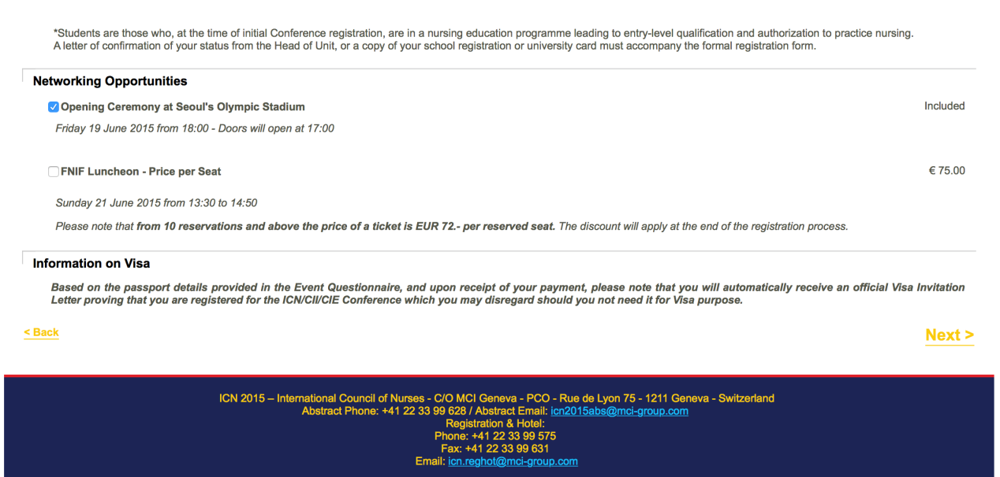 *Students are those who, at the time of initial Conference registration, are in a nursing education programme leading to entry-level qualification and authorization to practice nursing.
A letter of confirmation of your status from the Head of Unit, or a copy of your school registration or university card must accompany the formal registration form.
Networking Opportunities
Opening Ceremony at Seoul's Olympic Stadium Included
Friday 19 June 2015 from 18:00 - Doors will open at 17:00
FNIF Luncheon - Price per Seat € 75.00
Sunday 21 June 2015 from 13:30 to 14:50
Please note that from 10 reservations and above the price of a ticket is EUR 72.- per reserved seat. The discount will apply at the end of the registration process.
Information on Visa
Based on the passport details provided in the Event Questionnaire, and upon receipt of your payment, please note that you will automatically receive an official Visa Invitation
Letter proving that you are registered for the ICN/CII/CIE Conference which you may disregard should you not need it for Visa purpose.
< Back Next >
ICN 2015 – International Council of Nurses - C/O MCI Geneva - PCO - Rue de Lyon 75 - 1211 Geneva - Switzerland
Abstract Phone: +41 22 33 99 628 / Abstract Email: icn2015abs@mci-group.com
Registration & Hotel:
Phone: +41 22 33 99 575
Fax: +41 22 33 99 631
Email: icn.reghot@mci-group.com